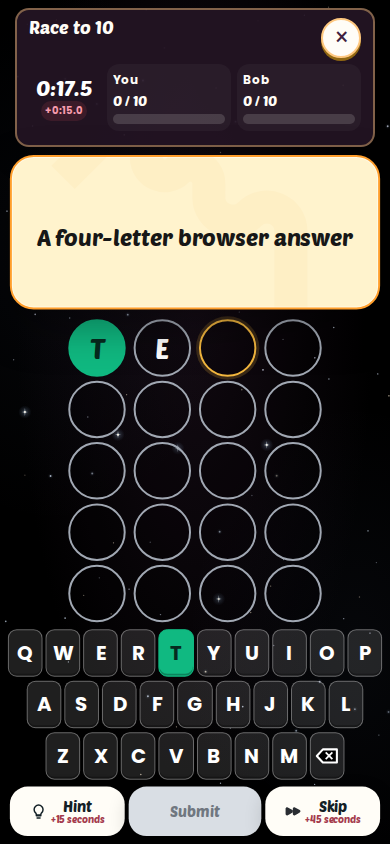 Race to 10
×
0:17.5
+0:15.0
You
0 / 10
Bob
0 / 10
A four-letter browser answer
T E
Q W E R T Y U I O P
A S D F G H J K L
Z X C V B N M
Hint
+15 seconds
Submit
Skip
+45 seconds